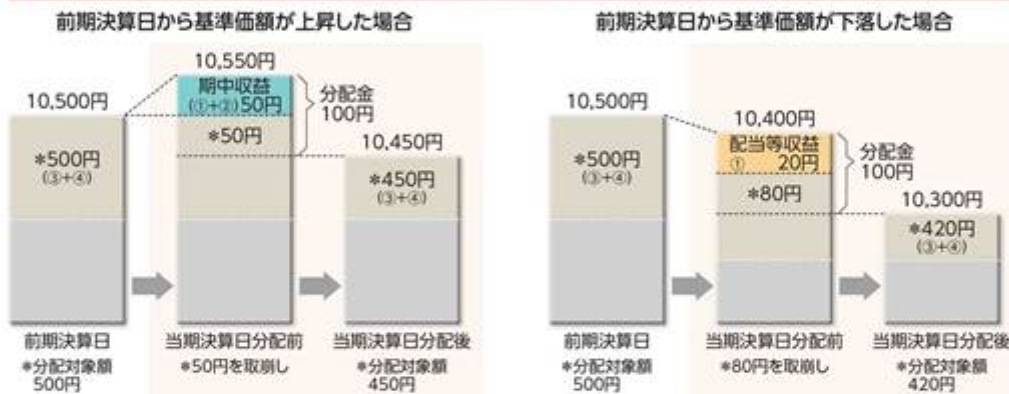 前期決算日から基準価額が上昇した場合
10,550円
期中収益
(①+②)50円
10,500円
分配金
100円
*50円
10,450円
*500円
(③+④)
*450円
(③+④)
前期決算日
当期決算日分配前
当期決算日分配後
*分配対象額
500円
*50円を取崩し
*分配対象額
450円
前期決算日から基準価額が下落した場合
10,500円
10,400円
配当等収益
① 20円
分配金
100円
*500円
(③+④)
*80円
10,300円
*420円
(③+④)
前期決算日
当期決算日分配前
当期決算日分配後
*分配対象額
500円
*80円を取崩し
*分配対象額
420円